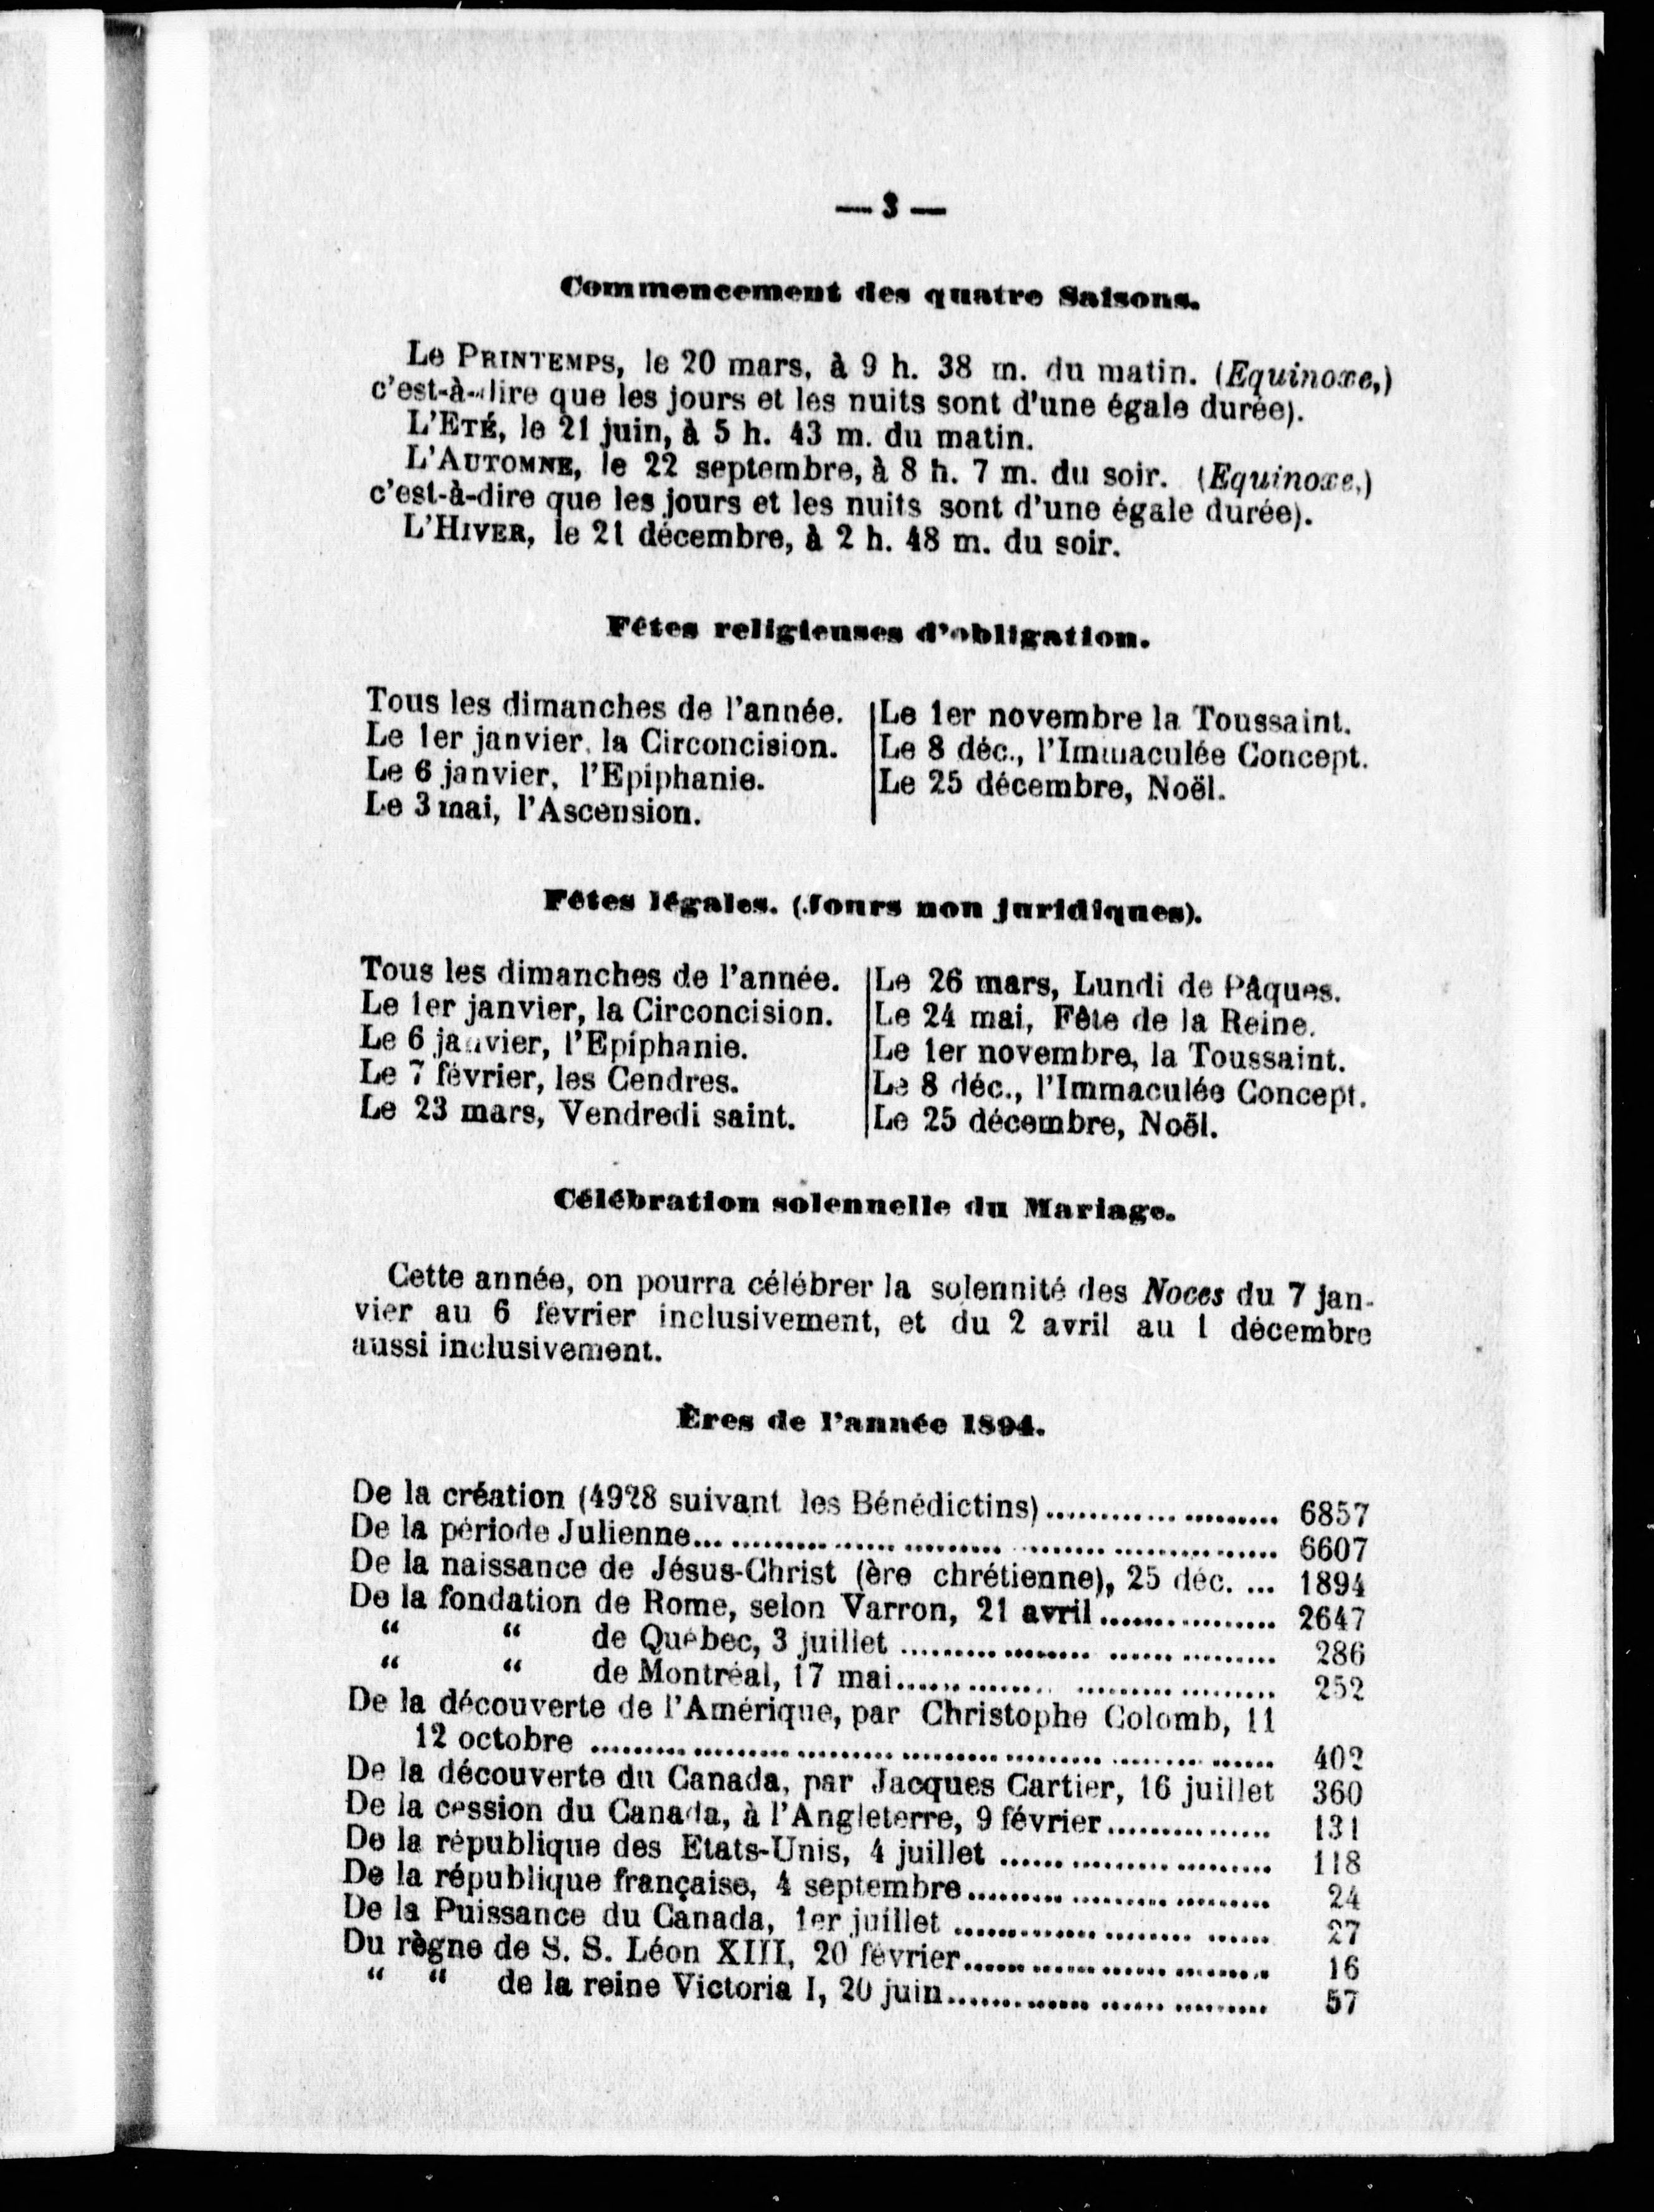 — 3 —
Commencement des quatre Saisons.
Le PRINTEMPS, le 20 mars, à 9 h. 38 m. du matin. (Equinoxe,)
c'est-à-dire que les jours et les nuits sont d'une égale durée).
L'ETÉ, le 21 juin, à 5 h. 43 m. du matin.
L'AUTOMNE, le 22 septembre, à 8 h. 7 m. du soir. (Equinoxe,)
c'est-à-dire que les jours et les nuits sont d'une égale durée).
L'HIVER, le 21 décembre, à 2 h. 48 m. du soir.
Fêtes religieuses d'obligation.
Tous les dimanches de l'année.
Le 1er janvier, la Circoncision.
Le 6 janvier, l'Epiphanie.
Le 3 mai, l'Ascension.
Le 1er novembre la Toussaint.
Le 8 déc., l'Immaculée Concept.
Le 25 décembre, Noël.
Fêtes légales. (Jours non juridiques).
Tous les dimanches de l'année.
Le 1er janvier, la Circoncision.
Le 6 janvier, l'Epiphanie.
Le 7 février, les Cendres.
Le 23 mars, Vendredi saint.
Le 26 mars, Lundi de Pâques.
Le 24 mai, Fête de la Reine.
Le 1er novembre, la Toussaint.
Le 8 déc., l'Immaculée Concept.
Le 25 décembre, Noël.
Célébration solennelle du Mariage.
Cette année, on pourra célébrer la solennité des Noces du 7 jan-
vier au 6 février inclusivement, et du 2 avril au 1 décembre
aussi inclusivement.
Ères de l'année 1894.
De la création (4928 suivant les Bénédictins)..................... 6857
De la période Julienne................................................ 6607
De la naissance de Jésus-Christ (ère chrétienne), 25 déc. ... 1894
De la fondation de Rome, selon Varron, 21 avril................ 2647
“ “ de Québec, 3 juillet .................................. 286
“ “ de Montréal, 17 mai.................................. 252
De la découverte de l'Amérique, par Christophe Colomb, 11
12 octobre ............................................................ 402
De la découverte du Canada, par Jacques Cartier, 16 juillet 360
De la cession du Canada, à l'Angleterre, 9 février............... 131
De la république des Etats-Unis, 4 juillet ........................ 118
De la république française, 4 septembre........................... 24
De la Puissance du Canada, 1er juillet ............................ 27
Du règne de S. S. Léon XIII, 20 février............................ 16
“ “ de la reine Victoria I, 20 juin............................. 57